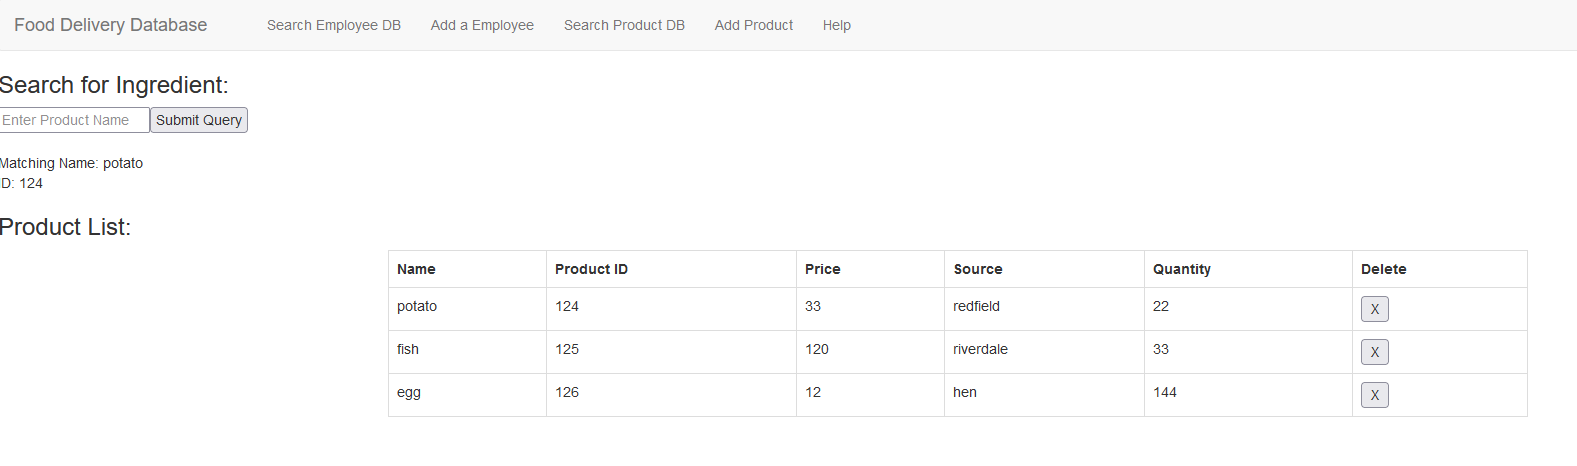 Food Delivery Database Search Employee DB Add a Employee Search Product DB Add Product Help
Search for Ingredient:
Enter Product Name Submit Query
Matching Name: potato
ID: 124
Product List:
Name Product ID Price Source Quantity Delete
potato 124 33 redfield 22 X
fish 125 120 riverdale 33 X
egg 126 12 hen 144 X